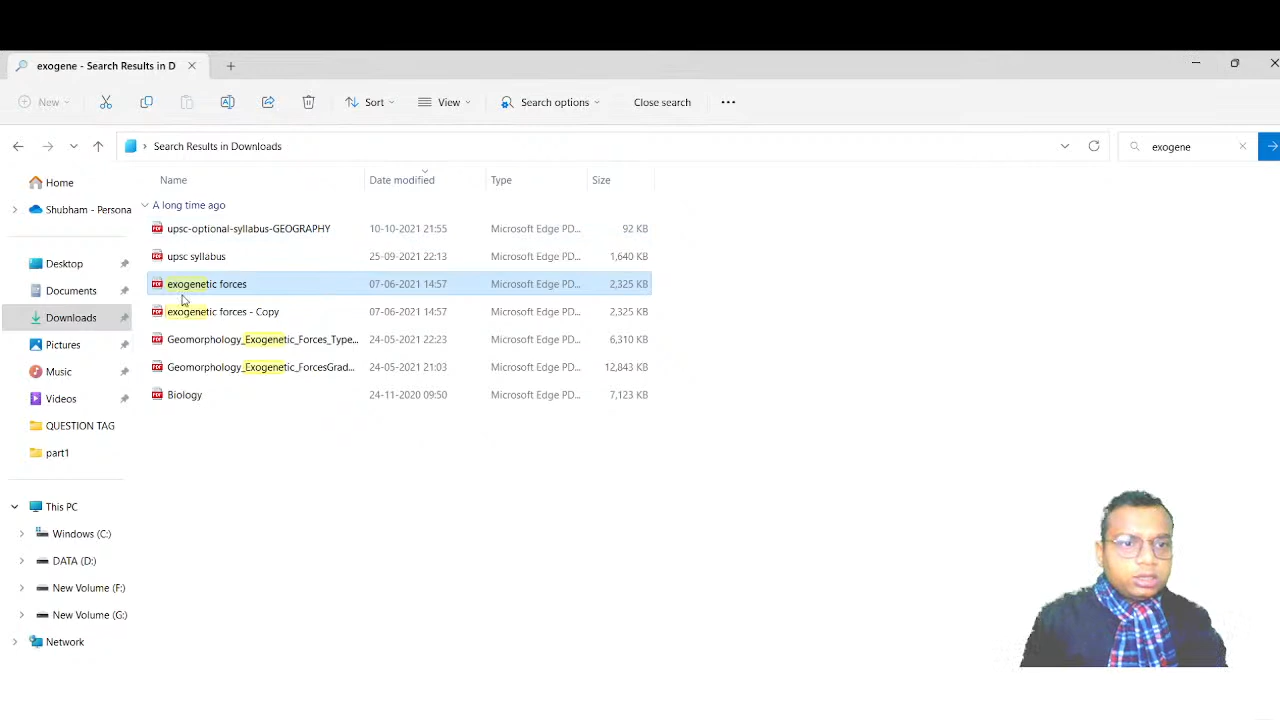 exogene - Search Results in D
New
Sort
View
Search options
Close search
Search Results in Downloads
exogene
Home
Shubham - Persona
Desktop
Documents
Downloads
Pictures
Music
Videos
QUESTION TAG
part1
This PC
Windows (C:)
DATA (D:)
New Volume (F:)
New Volume (G:)
Network
Name Date modified Type Size
A long time ago
upsc-optional-syllabus-GEOGRAPHY 10-10-2021 21:55 Microsoft Edge PD... 92 KB
upsc syllabus 25-09-2021 22:13 Microsoft Edge PD... 1,640 KB
exogenetic forces 07-06-2021 14:57 Microsoft Edge PD... 2,325 KB
exogenetic forces - Copy 07-06-2021 14:57 Microsoft Edge PD... 2,325 KB
Geomorphology_Exogenetic_Forces_Type... 24-05-2021 22:23 Microsoft Edge PD... 6,310 KB
Geomorphology_Exogenetic_ForcesGrad... 24-05-2021 21:03 Microsoft Edge PD... 12,843 KB
Biology 24-11-2020 09:50 Microsoft Edge PD... 7,123 KB